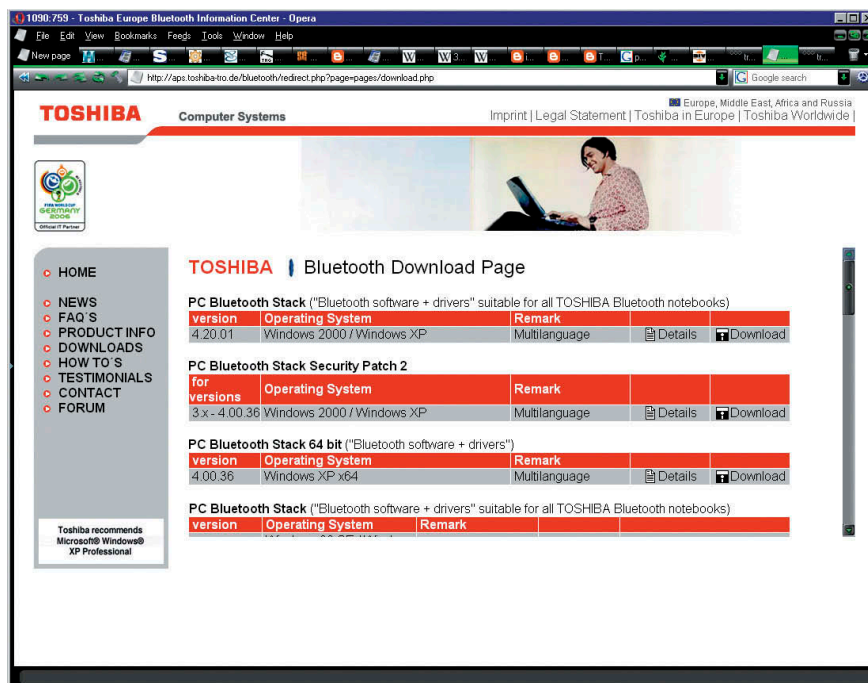 1090:759 - Toshiba Europe Bluetooth Information Center - Opera
File Edit View Bookmarks Feeds Tools Window Help
New page
http://aps.toshiba-tro.de/bluetooth/redirect.php?page=pages/download.php
Google search
Europe, Middle East, Africa and Russia
TOSHIBA Computer Systems Imprint | Legal Statement | Toshiba in Europe | Toshiba Worldwide |
FIFA WORLD CUP
GERMANY
2006
Official IT Partner
HOME
NEWS
FAQ´S
PRODUCT INFO
DOWNLOADS
HOW TO´S
TESTIMONIALS
CONTACT
FORUM
Toshiba recommends
Microsoft® Windows®
XP Professional
TOSHIBA Bluetooth Download Page
PC Bluetooth Stack ("Bluetooth software + drivers" suitable for all TOSHIBA Bluetooth notebooks)
version Operating System Remark
4.20.01 Windows 2000 / Windows XP Multilanguage Details Download
PC Bluetooth Stack Security Patch 2
for
versions Operating System Remark
3.x - 4.00.36 Windows 2000 / Windows XP Multilanguage Details Download
PC Bluetooth Stack 64 bit ("Bluetooth software + drivers")
version Operating System Remark
4.00.36 Windows XP x64 Multilanguage Details Download
PC Bluetooth Stack ("Bluetooth software + drivers" suitable for all TOSHIBA Bluetooth notebooks)
version Operating System Remark